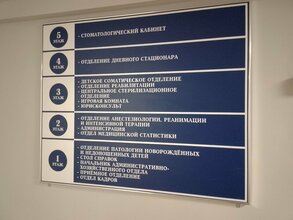 5
ЭТАЖ
- СТОМАТОЛОГИЧЕСКИЙ КАБИНЕТ
4
ЭТАЖ
- ОТДЕЛЕНИЕ ДНЕВНОГО СТАЦИОНАРА
3
ЭТАЖ
- ДЕТСКОЕ СОМАТИЧЕСКОЕ ОТДЕЛЕНИЕ
- ОТДЕЛЕНИЕ РЕАБИЛИТАЦИИ
- ЦЕНТРАЛЬНОЕ СТЕРИЛИЗАЦИОННОЕ
ОТДЕЛЕНИЕ
- ИГРОВАЯ КОМНАТА
- ЮРИСКОНСУЛЬТ
2
ЭТАЖ
- ОТДЕЛЕНИЕ АНЕСТЕЗИОЛОГИИ, РЕАНИМАЦИИ
И ИНТЕНСИВНОЙ ТЕРАПИИ
- АДМИНИСТРАЦИЯ
- ОТДЕЛ МЕДИЦИНСКОЙ СТАТИСТИКИ
1
ЭТАЖ
- ОТДЕЛЕНИЕ ПАТОЛОГИИ НОВОРОЖДЁННЫХ
И НЕДОНОШЕННЫХ ДЕТЕЙ
- СТОЛ СПРАВОК
- НАЧАЛЬНИК АДМИНИСТРАТИВНО-
ХОЗЯЙСТВЕННОГО ОТДЕЛА
- ПРИЁМНОЕ ОТДЕЛЕНИЕ
- ОТДЕЛ КАДРОВ